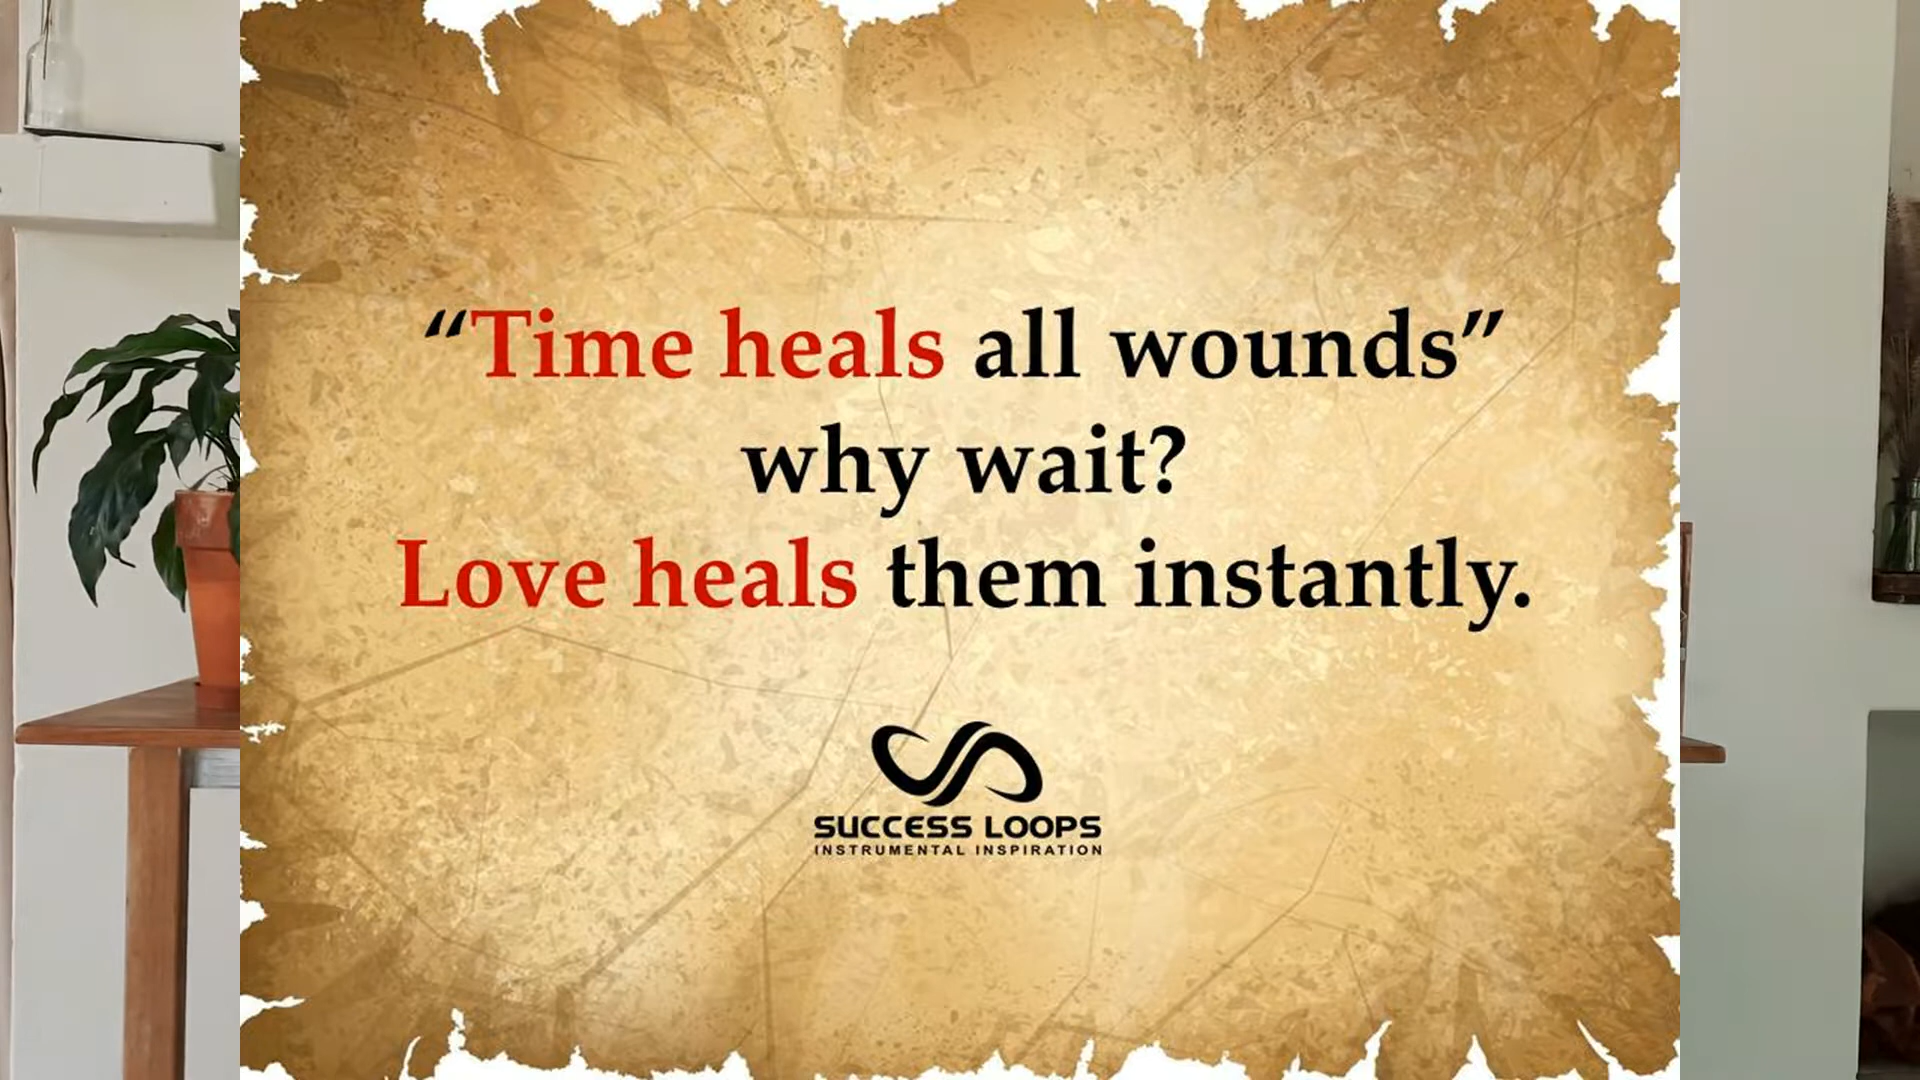 “Time heals all wounds”
why wait?
Love heals them instantly.
SUCCESS LOOPS
INSTRUMENTAL INSPIRATION